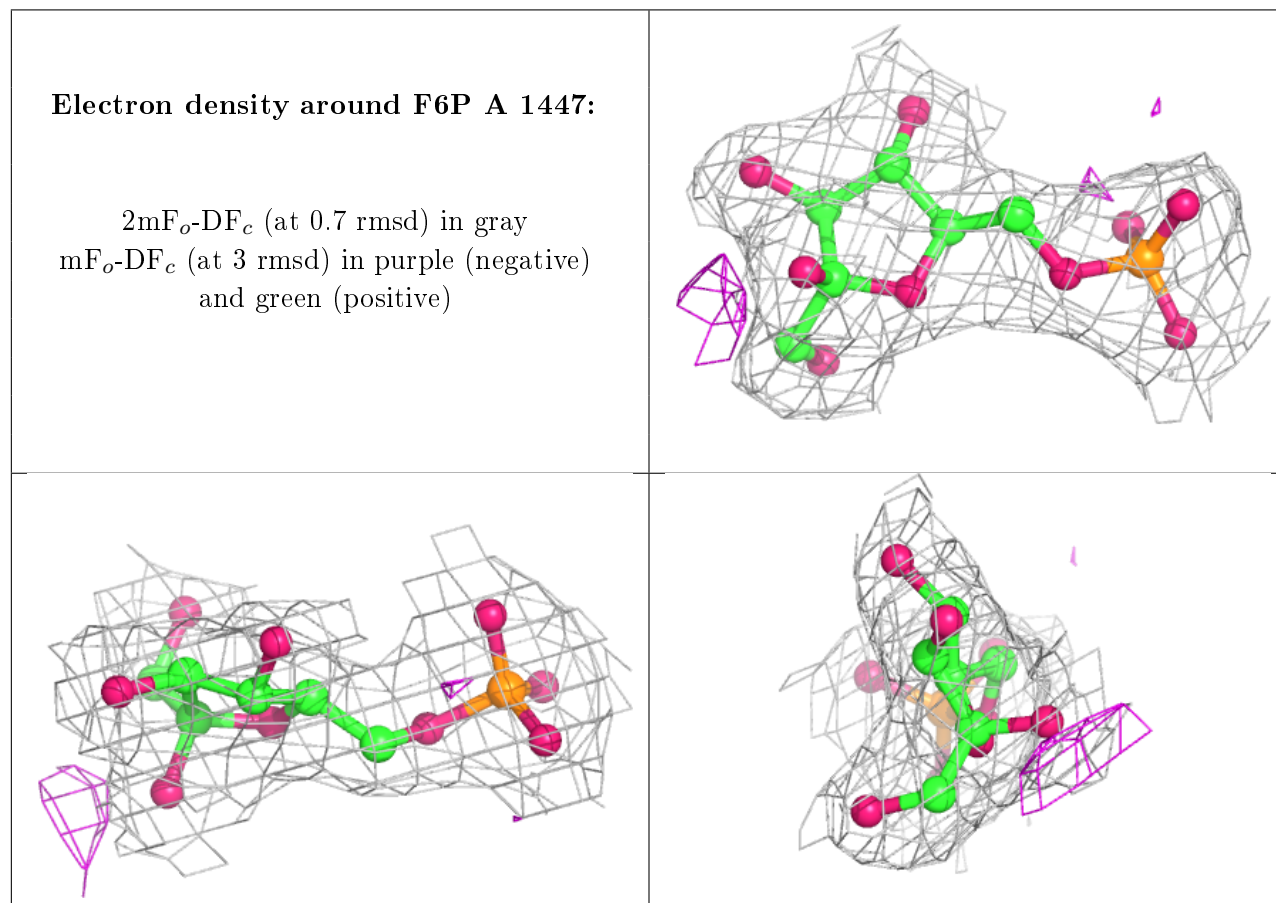 Electron density around F6P A 1447:
2mFₒ-DF𝒸 (at 0.7 rmsd) in gray
mFₒ-DF𝒸 (at 3 rmsd) in purple (negative)
and green (positive)